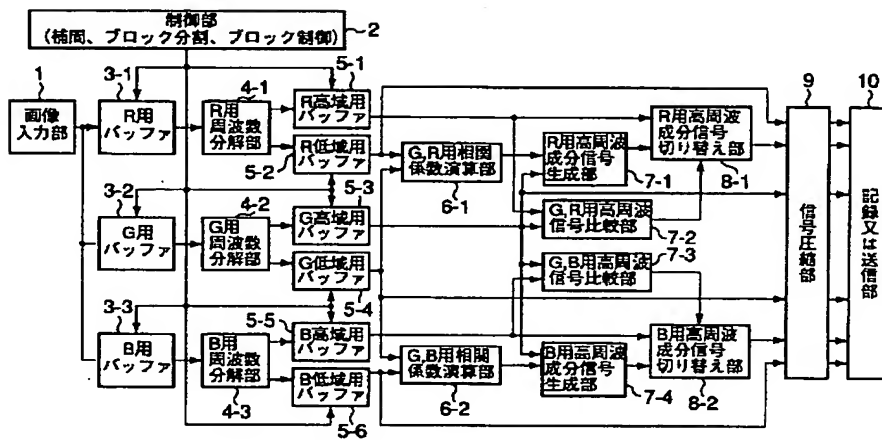 制御部
(補間、ブロック分割、ブロック制御)
2
1
画像
入力部
3-1
R用
バッファ
4-1
R用
周波数
分解部
5-1
R高域用
バッファ
R低域用
バッファ
5-2
3-2
G用
バッファ
4-2
G用
周波数
分解部
5-3
G高域用
バッファ
G低域用
バッファ
5-4
3-3
B用
バッファ
B用
周波数
分解部
4-3
5-5
B高域用
バッファ
B低域用
バッファ
5-6
G,R用相関
係数演算部
6-1
G,B用相関
係数演算部
6-2
R用高周波
成分信号
生成部
7-1
G,R用高周波
信号比較部
7-2
7-3
G,B用高周波
信号比較部
B用高周波
成分信号
生成部
7-4
R用高周波
成分信号
切り替え部
8-1
B用高周波
成分信号
切り替え部
8-2
9
信号圧縮部
10
記録又は送信部